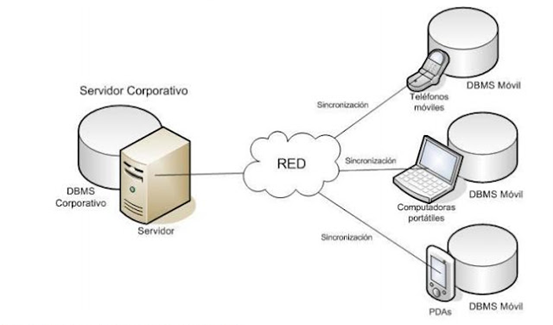 Servidor Corporativo
DBMS
Corporativo
Servidor
RED
Sincronización
Teléfonos
móviles
DBMS Móvil
Sincronización
Computadoras
portátiles
DBMS Móvil
Sincronización
PDAs
DBMS Móvil